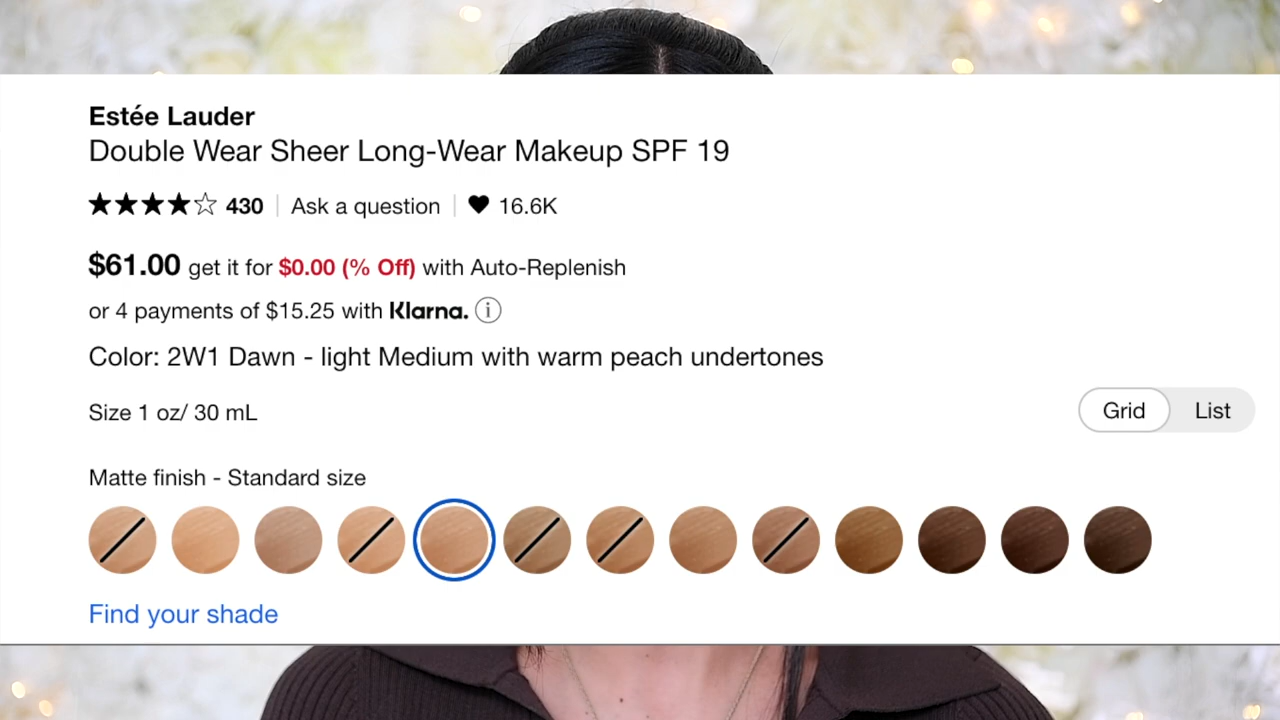 Estée Lauder
Double Wear Sheer Long-Wear Makeup SPF 19
430 Ask a question 16.6K
$61.00 get it for $0.00 (% Off) with Auto-Replenish
or 4 payments of $15.25 with Klarna. i
Color: 2W1 Dawn - light Medium with warm peach undertones
Size 1 oz/ 30 mL
Grid List
Matte finish - Standard size
Find your shade